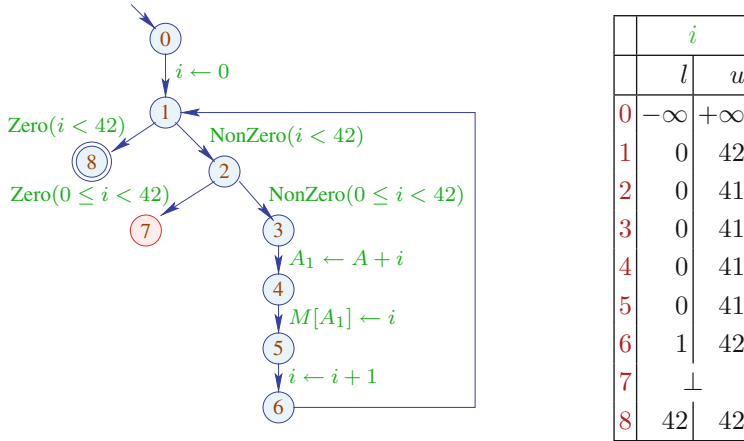 0
i ← 0
1
Zero(i < 42)
NonZero(i < 42)
8
2
Zero(0 ≤ i < 42)
NonZero(0 ≤ i < 42)
7
3
A₁ ← A + i
4
M[A₁] ← i
5
i ← i + 1
6
i
l u
0 −∞ +∞
1 0 42
2 0 41
3 0 41
4 0 41
5 0 41
6 1 42
7 ⊥
8 42 42